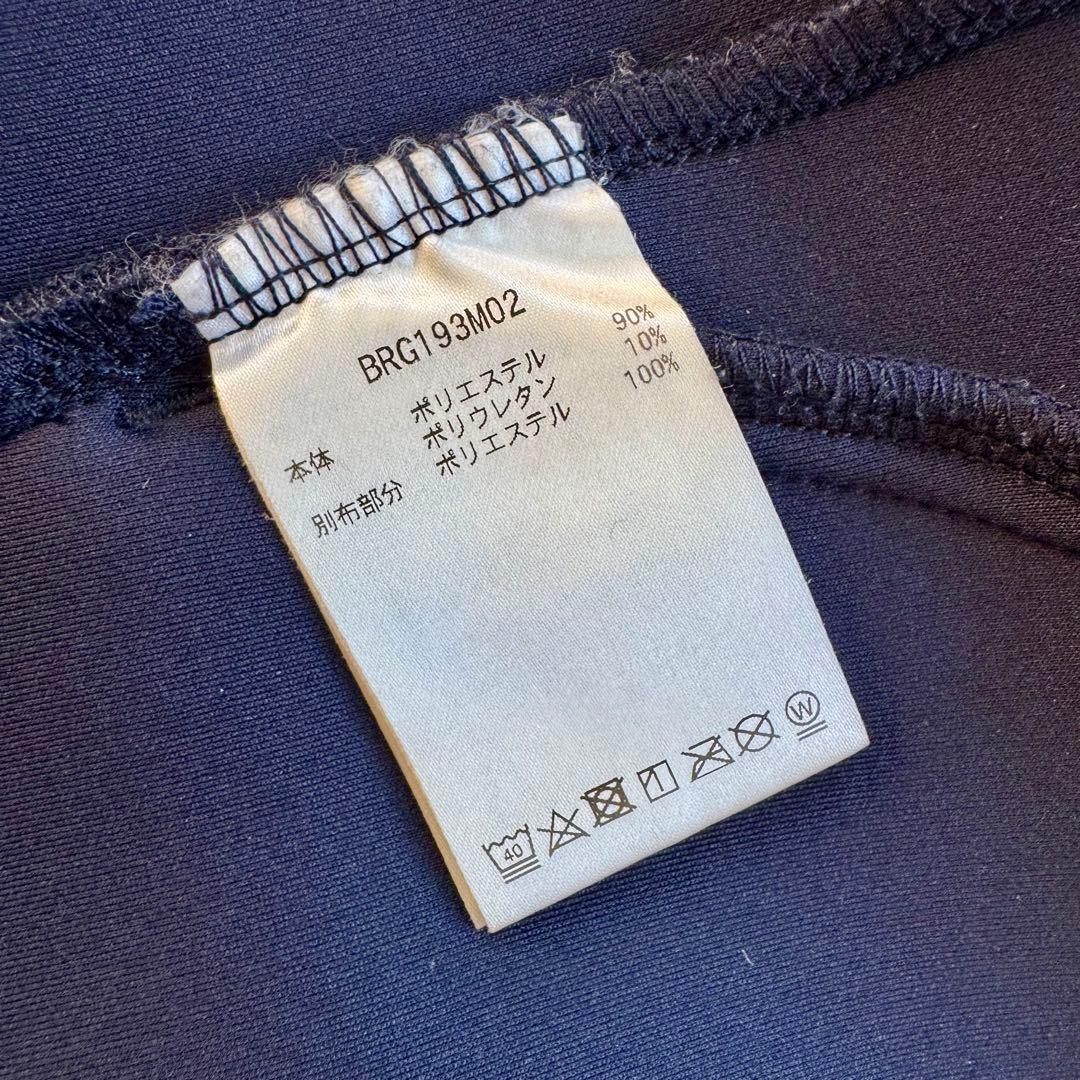 BRG193M02
本体 ポリエステル 90%
ポリウレタン 10%
別布部分 ポリエステル 100%
40 W